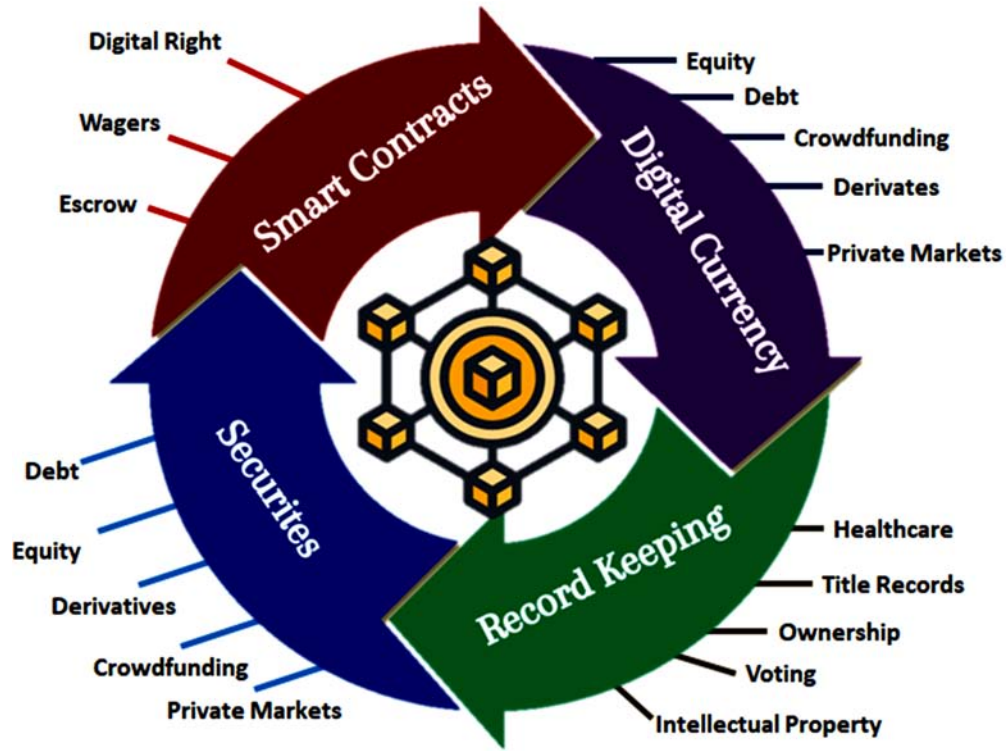 Digital Right
Wagers
Escrow
Smart Contracts
Equity
Debt
Crowdfunding
Derivates
Private Markets
Digital Currency
Healthcare
Title Records
Ownership
Voting
Intellectual Property
Record Keeping
Debt
Equity
Derivatives
Crowdfunding
Private Markets
Securites